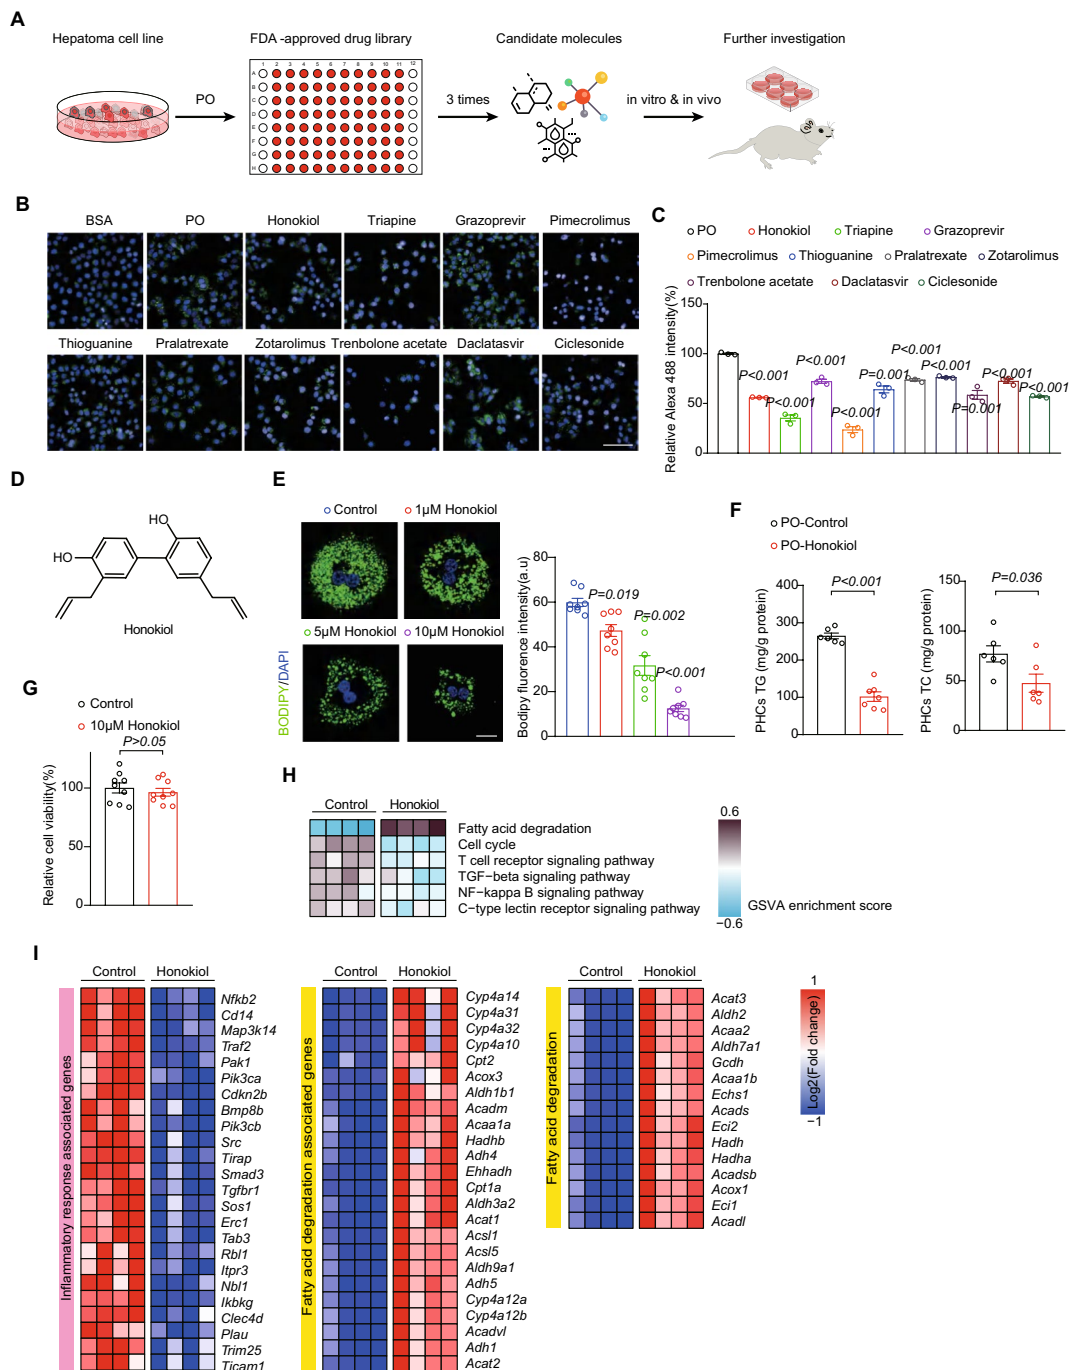 A
Hepatoma cell line
FDA -approved drug library
Candidate molecules
Further investigation
PO
3 times
in vitro & in vivo
1 2 3 4 5 6 7 8 9 10 11 12
A
B
C
D
E
F
G
H
B
BSA PO Honokiol Triapine Grazoprevir Pimecrolimus
Thioguanine Pralatrexate Zotarolimus Trenbolone acetate Daclatasvir Ciclesonide
C
PO Honokiol Triapine Grazoprevir
Pimecrolimus Thioguanine Pralatrexate Zotarolimus
Trenbolone acetate Daclatasvir Ciclesonide
Relative Alexa 488 intensity(%)
150
100
50
0
P<0.001
P<0.001
P<0.001
P<0.001
P=0.001
P<0.001
P<0.001
P=0.001
P<0.001
P<0.001
D
HO
HO
Honokiol
E
Control 1µM Honokiol
5µM Honokiol 10µM Honokiol
BODIPY/DAPI
Bodipy fluorence intensity(a.u)
80
60
40
20
0
P=0.019
P=0.002
P<0.001
F
PO-Control
PO-Honokiol
PHCs TG (mg/g protein)
400
300
200
100
0
P<0.001
PHCs TC (mg/g protein)
150
100
50
0
P=0.036
G
Control
10µM Honokiol
Relative cell viability(%)
100
50
0
P>0.05
H
Control Honokiol
Fatty acid degradation
Cell cycle
T cell receptor signaling pathway
TGF−beta signaling pathway
NF−kappa B signaling pathway
C−type lectin receptor signaling pathway
0.6
−0.6
GSVA enrichment score
I
Control Honokiol
Inflammatory response associated genes
Nfkb2
Cd14
Map3k14
Traf2
Pak1
Pik3ca
Cdkn2b
Bmp8b
Pik3cb
Src
Tirap
Smad3
Tgfbr1
Sos1
Erc1
Tab3
Rbl1
Itpr3
Nbl1
Ikbkg
Clec4d
Plau
Trim25
Ticam1
Control Honokiol
Fatty acid degradation associated genes
Cyp4a14
Cyp4a31
Cyp4a32
Cyp4a10
Cpt2
Acox3
Aldh1b1
Acadm
Acaa1a
Hadhb
Adh4
Ehhadh
Cpt1a
Aldh3a2
Acat1
Acsl1
Acsl5
Aldh9a1
Adh5
Cyp4a12a
Cyp4a12b
Acadvl
Adh1
Acat2
Control Honokiol
Fatty acid degradation
Acat3
Aldh2
Acaa2
Aldh7a1
Gcdh
Acaa1b
Echs1
Acads
Eci2
Hadh
Hadha
Acadsb
Acox1
Eci1
Acadl
1
Log2(Fold change)
−1